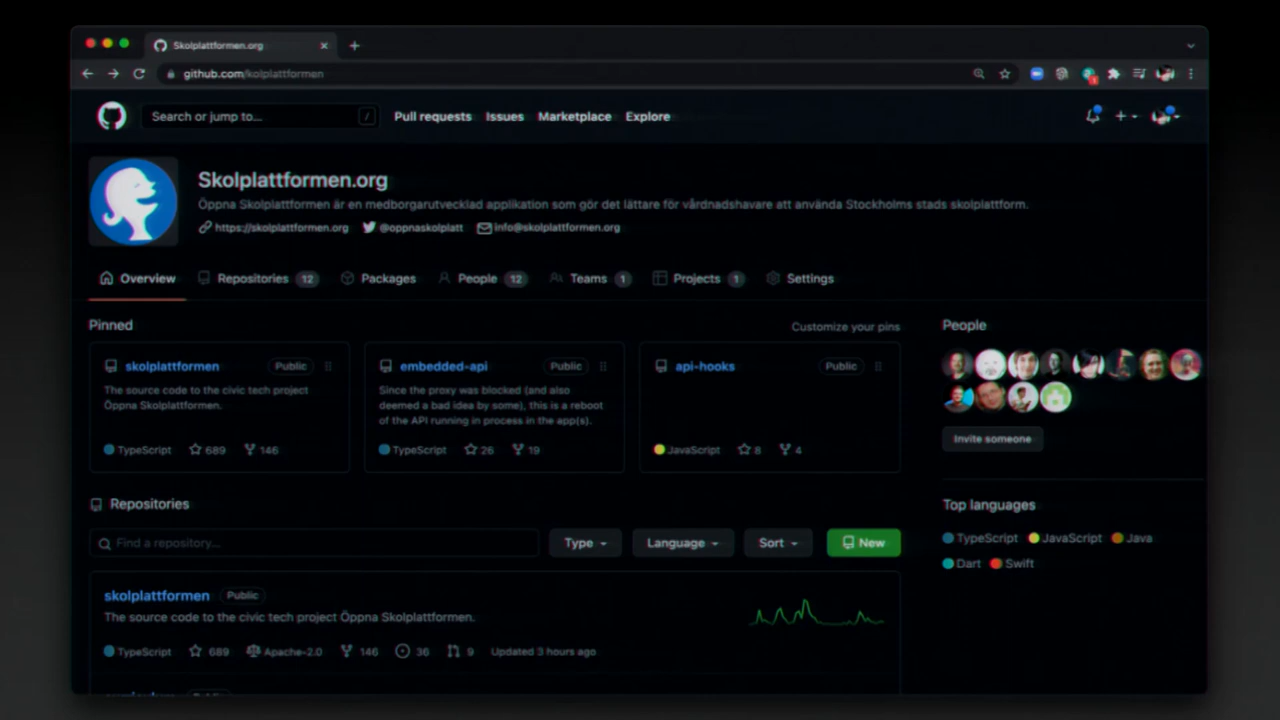 Skolplattformen.org
github.com/kolplattformen
Search or jump to... /
Pull requests Issues Marketplace Explore
Skolplattformen.org
Öppna Skolplattformen är en medborgarutvecklad applikation som gör det lättare för vårdnadshavare att använda Stockholms stads skolplattform.
https://skolplattformen.org @oppnaskolplatt info@skolplattformen.org
Overview Repositories 12 Packages People 12 Teams 1 Projects 1 Settings
Pinned
Customize your pins
skolplattformen Public
The source code to the civic tech project
Öppna Skolplattformen.
TypeScript 689 146
embedded-api Public
Since the proxy was blocked (and also
deemed a bad idea by some), this is a reboot
of the API running in process in the app(s).
TypeScript 26 19
api-hooks Public
JavaScript 8 4
People
Invite someone
Repositories
Find a repository...
Type Language Sort New
Top languages
TypeScript JavaScript Java
Dart Swift
skolplattformen Public
The source code to the civic tech project Öppna Skolplattformen.
TypeScript 689 Apache-2.0 146 36 9 Updated 3 hours ago